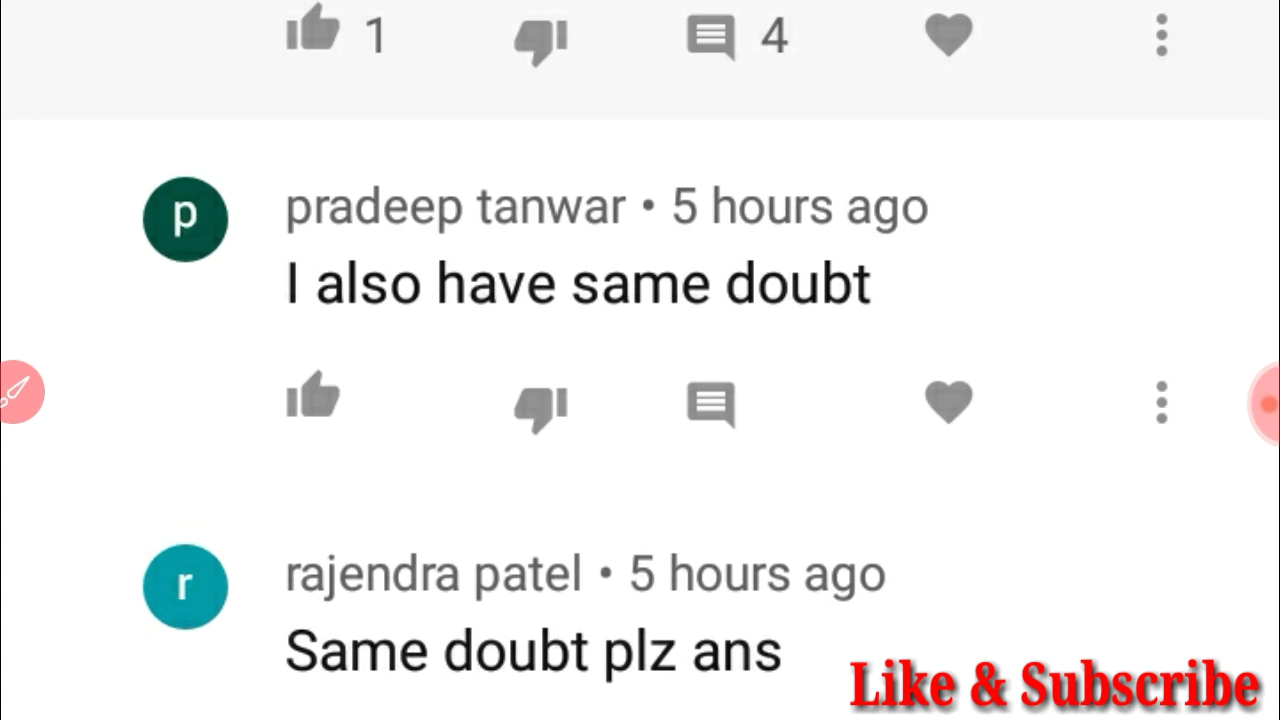 1 4
pradeep tanwar • 5 hours ago
I also have same doubt
rajendra patel • 5 hours ago
Same doubt plz ans
Like & Subscribe
p
r